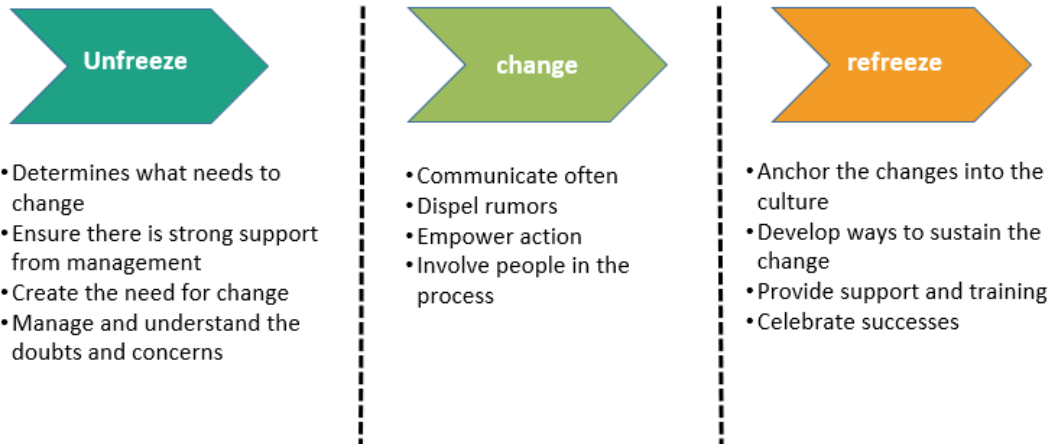 Unfreeze
•Determines what needs to
change
•Ensure there is strong support
from management
•Create the need for change
•Manage and understand the
doubts and concerns
change
•Communicate often
•Dispel rumors
•Empower action
•Involve people in the
process
refreeze
•Anchor the changes into the
culture
•Develop ways to sustain the
change
•Provide support and training
•Celebrate successes